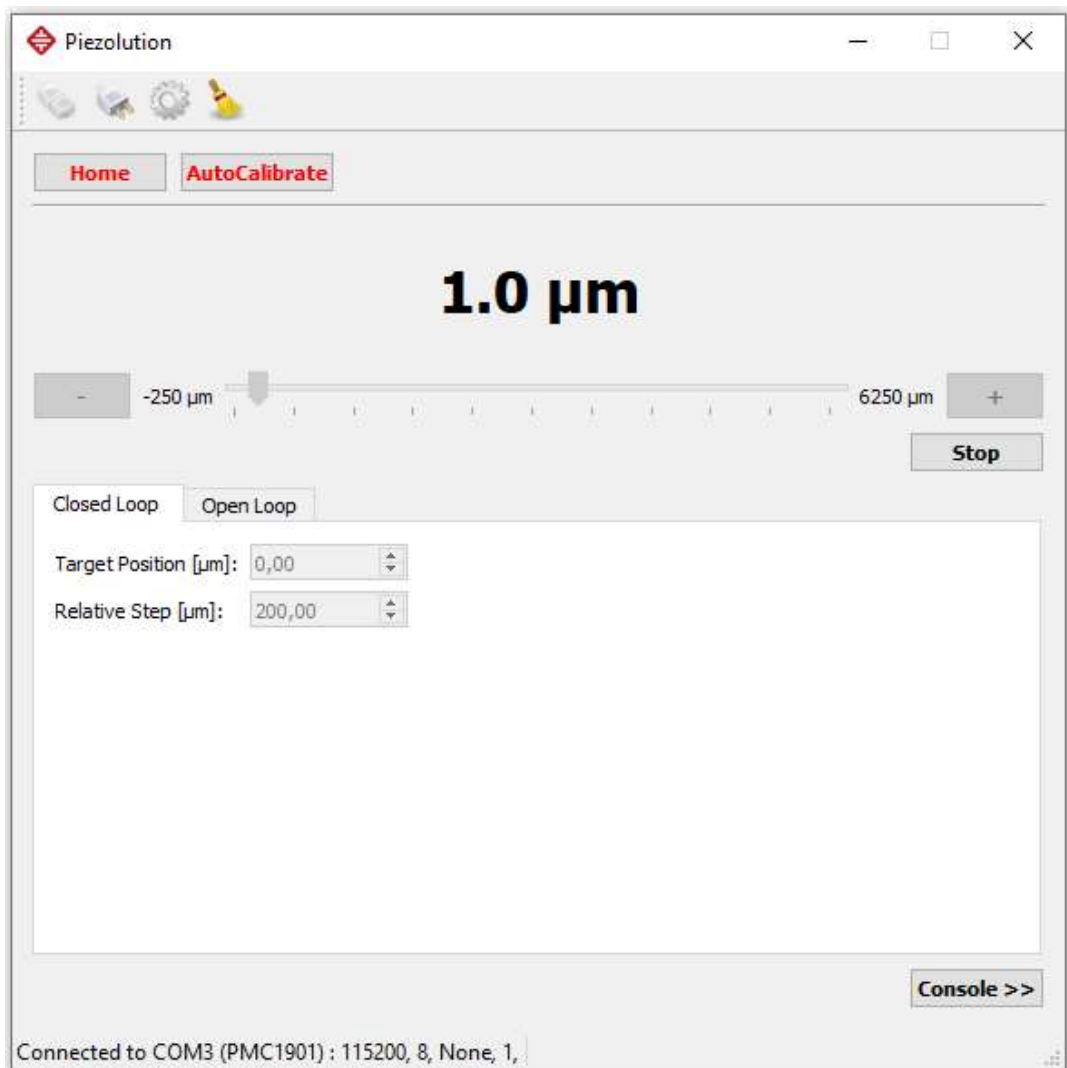 Piezolution
Home AutoCalibrate
1.0 µm
- -250 µm 6250 µm +
Stop
Closed Loop Open Loop
Target Position [µm]: 0,00
Relative Step [µm]: 200,00
Console >>
Connected to COM3 (PMC1901) : 115200, 8, None, 1,